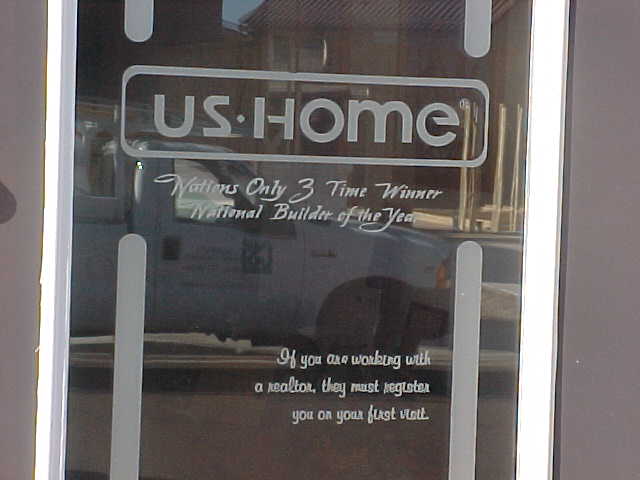 US·Home®
Nations Only 3 Time Winner
National Builder of the Year
If you are working with
a realtor, they must register
you on your first visit.